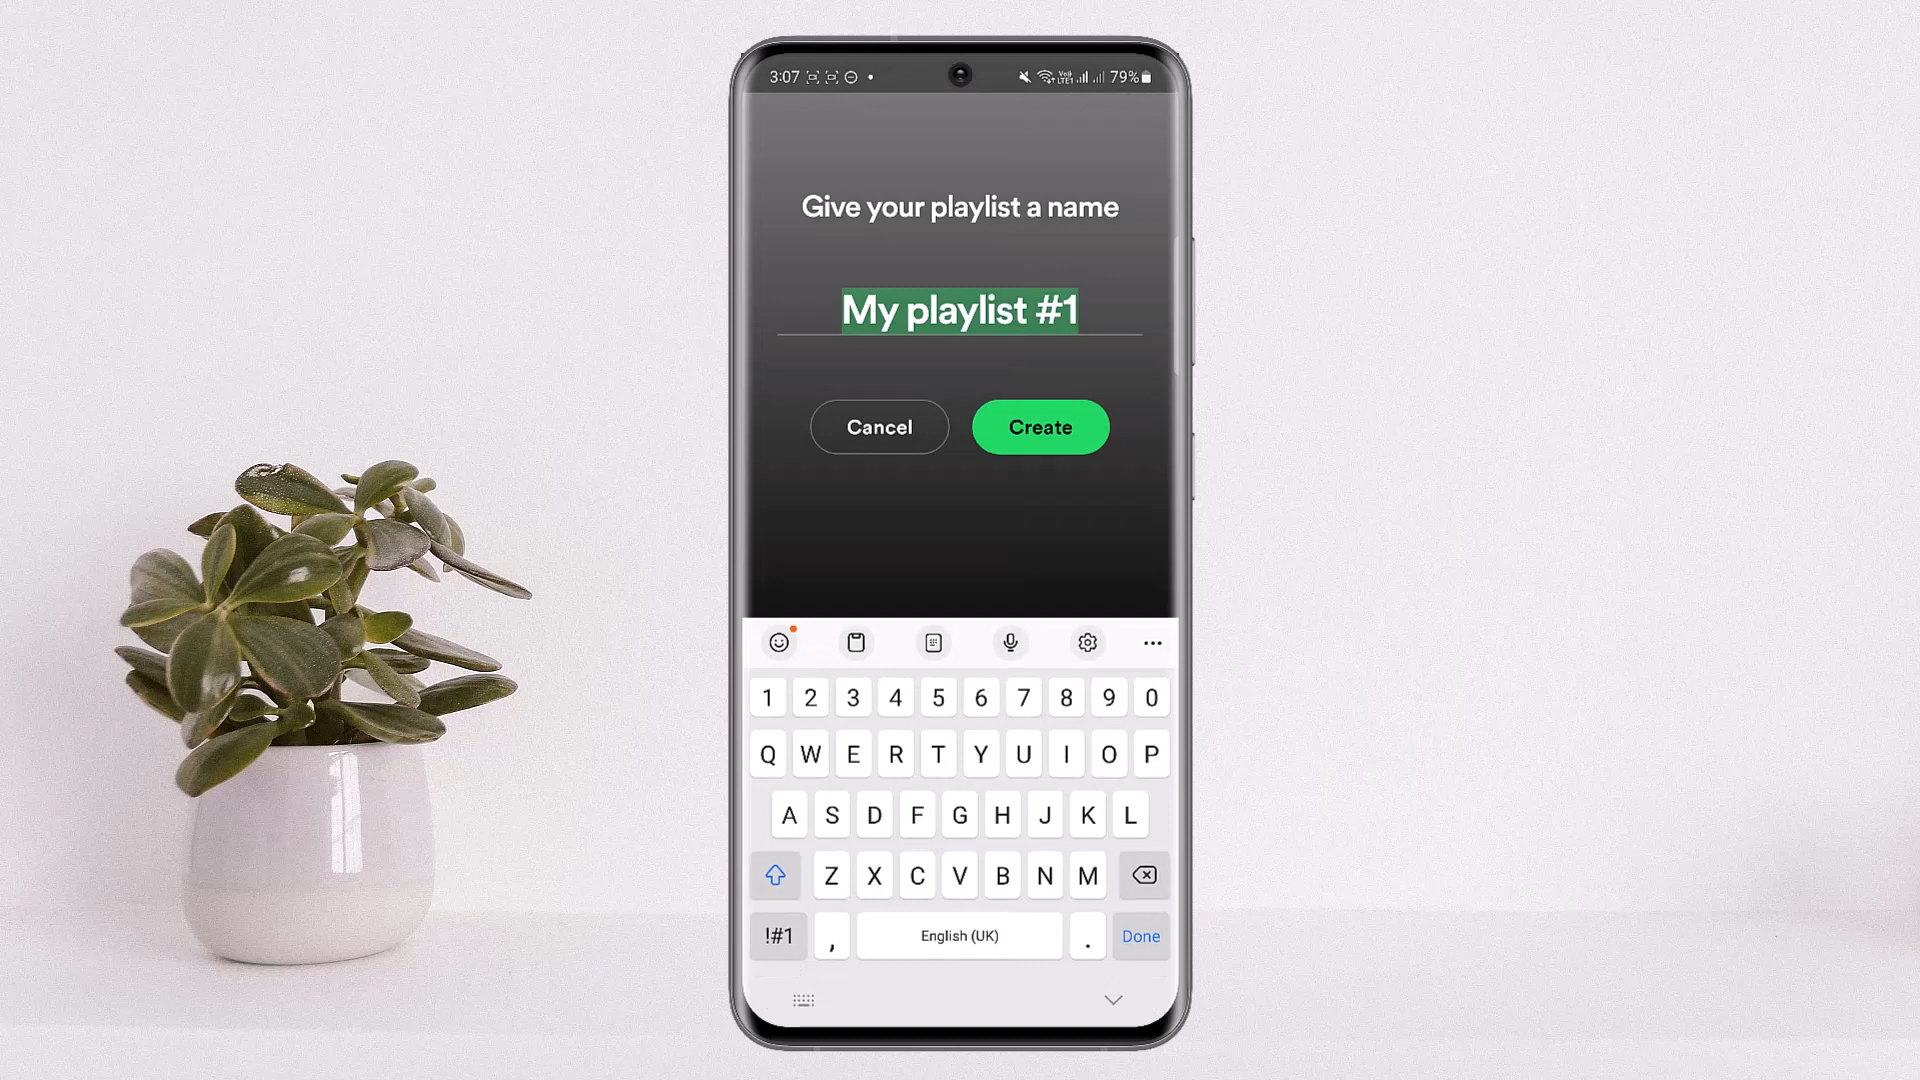 3:07 79%
Give your playlist a name
My playlist #1
Cancel Create
1 2 3 4 5 6 7 8 9 0
Q W E R T Y U I O P
A S D F G H J K L
Z X C V B N M
!#1 , English (UK) . Done